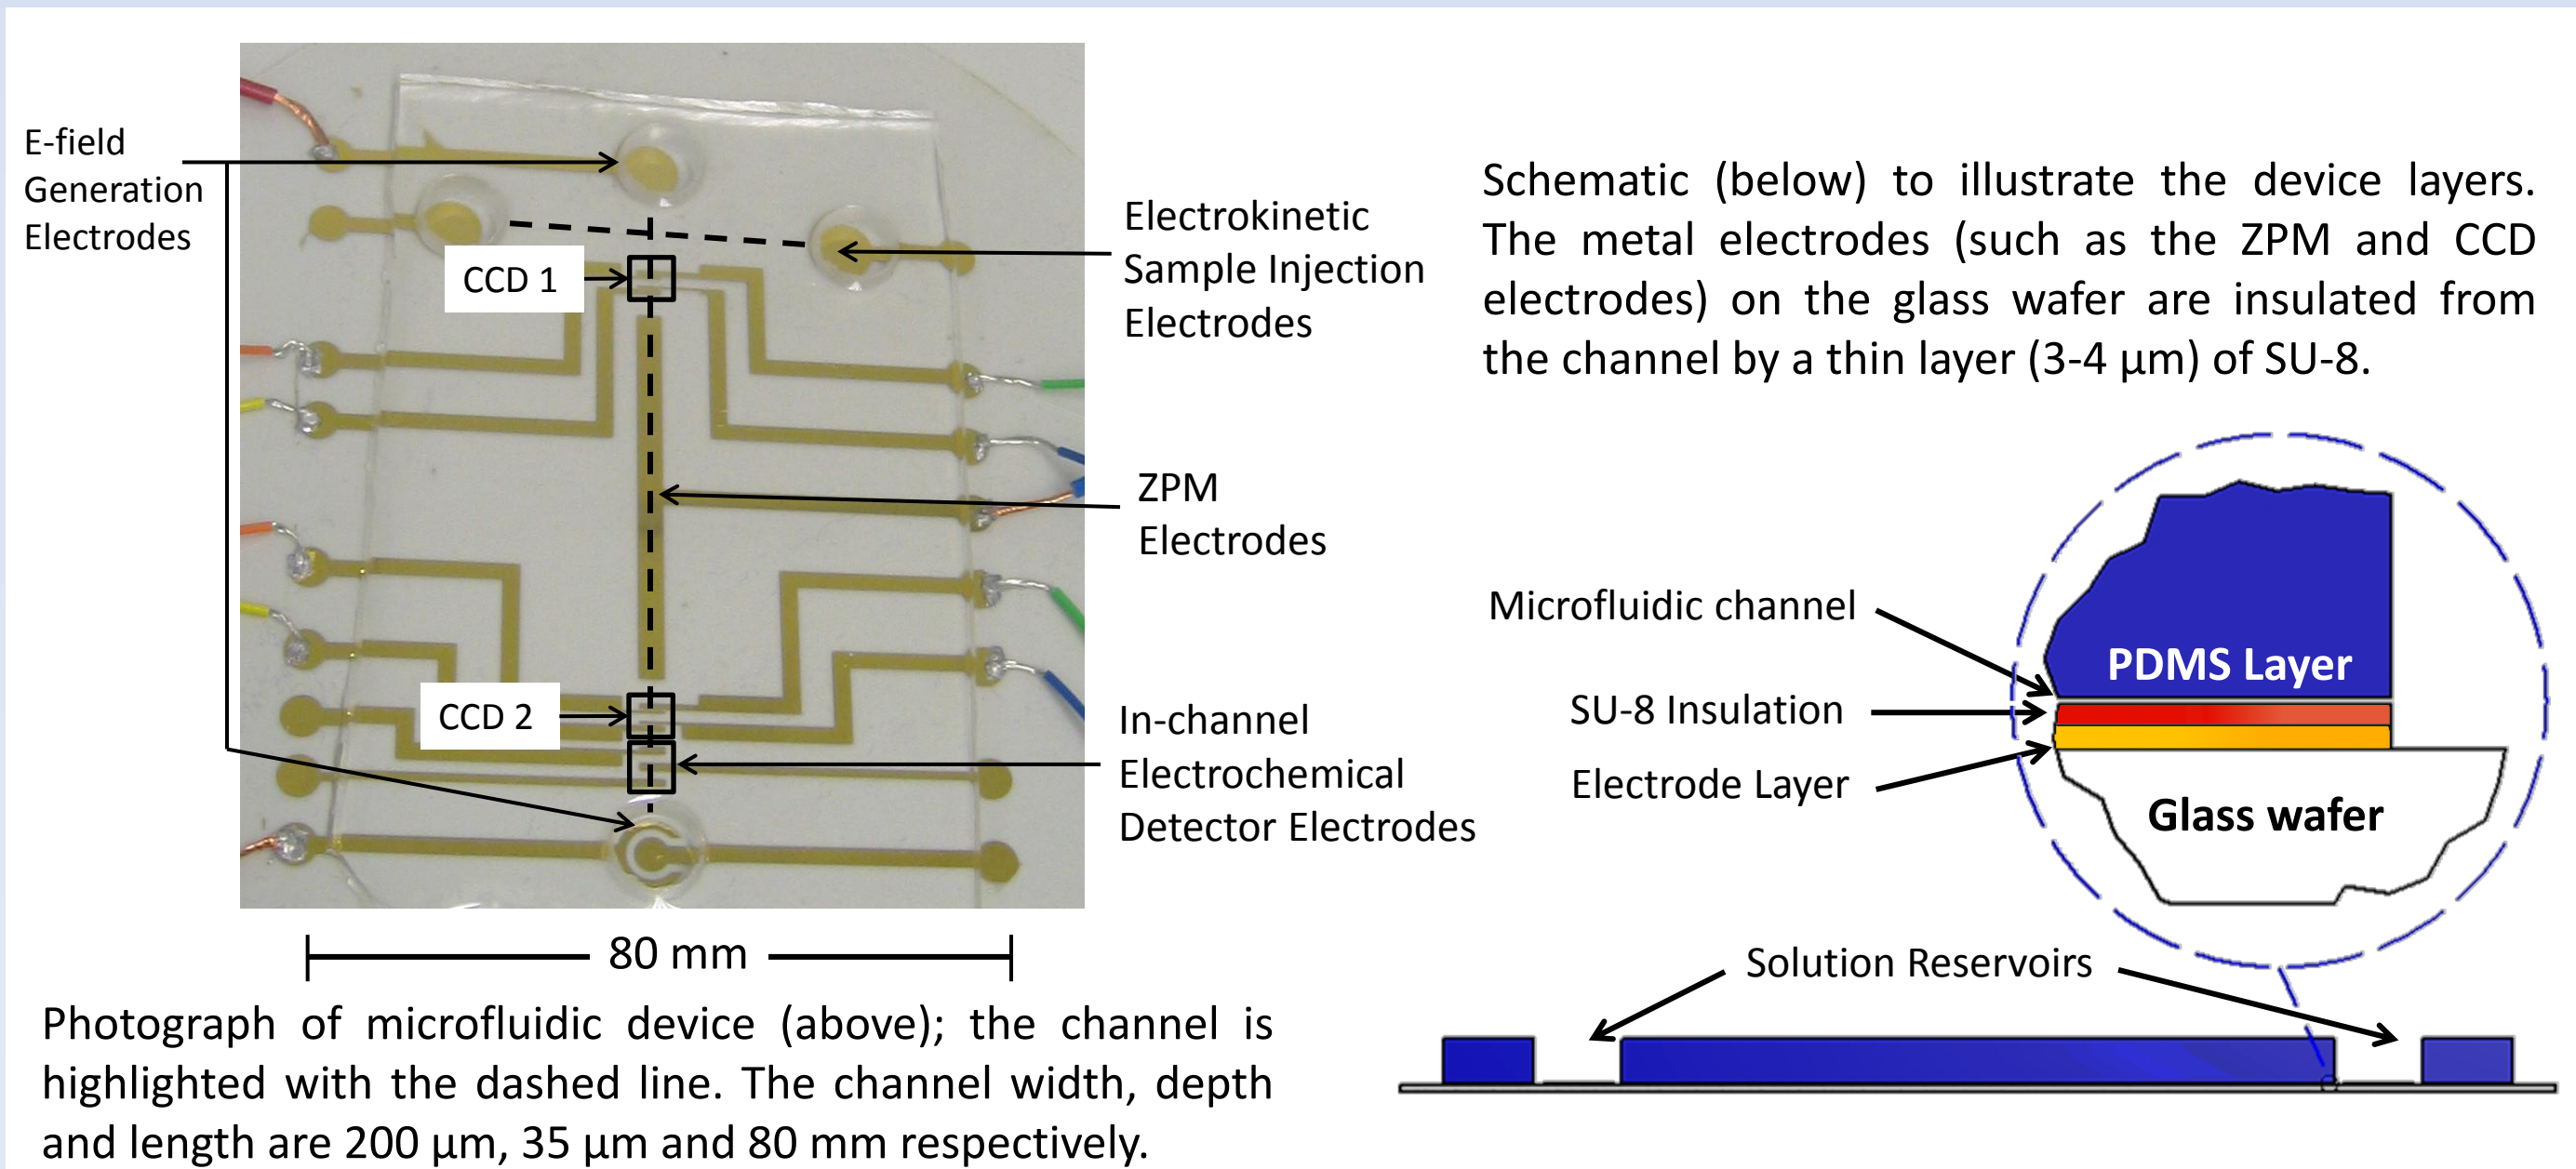 E-field
Generation
Electrodes
CCD 1
Electrokinetic
Sample Injection
Electrodes
ZPM
Electrodes
CCD 2
In-channel
Electrochemical
Detector Electrodes
80 mm
Photograph of microfluidic device (above); the channel is
highlighted with the dashed line. The channel width, depth
and length are 200 μm, 35 μm and 80 mm respectively.
Schematic (below) to illustrate the device layers.
The metal electrodes (such as the ZPM and CCD
electrodes) on the glass wafer are insulated from
the channel by a thin layer (3-4 μm) of SU-8.
Microfluidic channel
PDMS Layer
SU-8 Insulation
Electrode Layer
Glass wafer
Solution Reservoirs